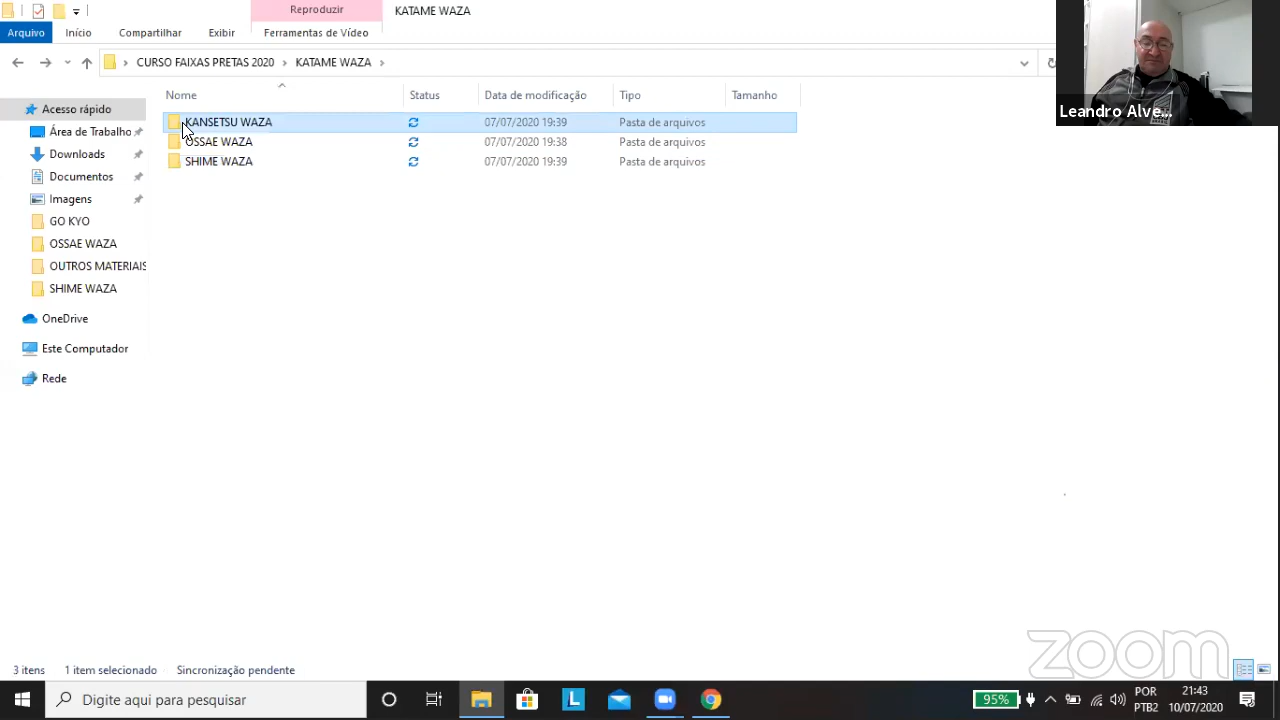 Reproduzir
KATAME WAZA
Arquivo
Início
Compartilhar
Exibir
Ferramentas de Vídeo
CURSO FAIXAS PRETAS 2020
KATAME WAZA
Leandro Alve...
Nome
Status
Data de modificação
Tipo
Tamanho
KANSETSU WAZA 07/07/2020 19:39 Pasta de arquivos
OSSAE WAZA 07/07/2020 19:38 Pasta de arquivos
SHIME WAZA 07/07/2020 19:39 Pasta de arquivos
Acesso rápido
Área de Trabalho
Downloads
Documentos
Imagens
GO KYO
OSSAE WAZA
OUTROS MATERIAIS
SHIME WAZA
OneDrive
Este Computador
Rede
zoom
3 itens
1 item selecionado
Sincronização pendente
Digite aqui para pesquisar
L
95%
POR
PTB2
21:43
10/07/2020